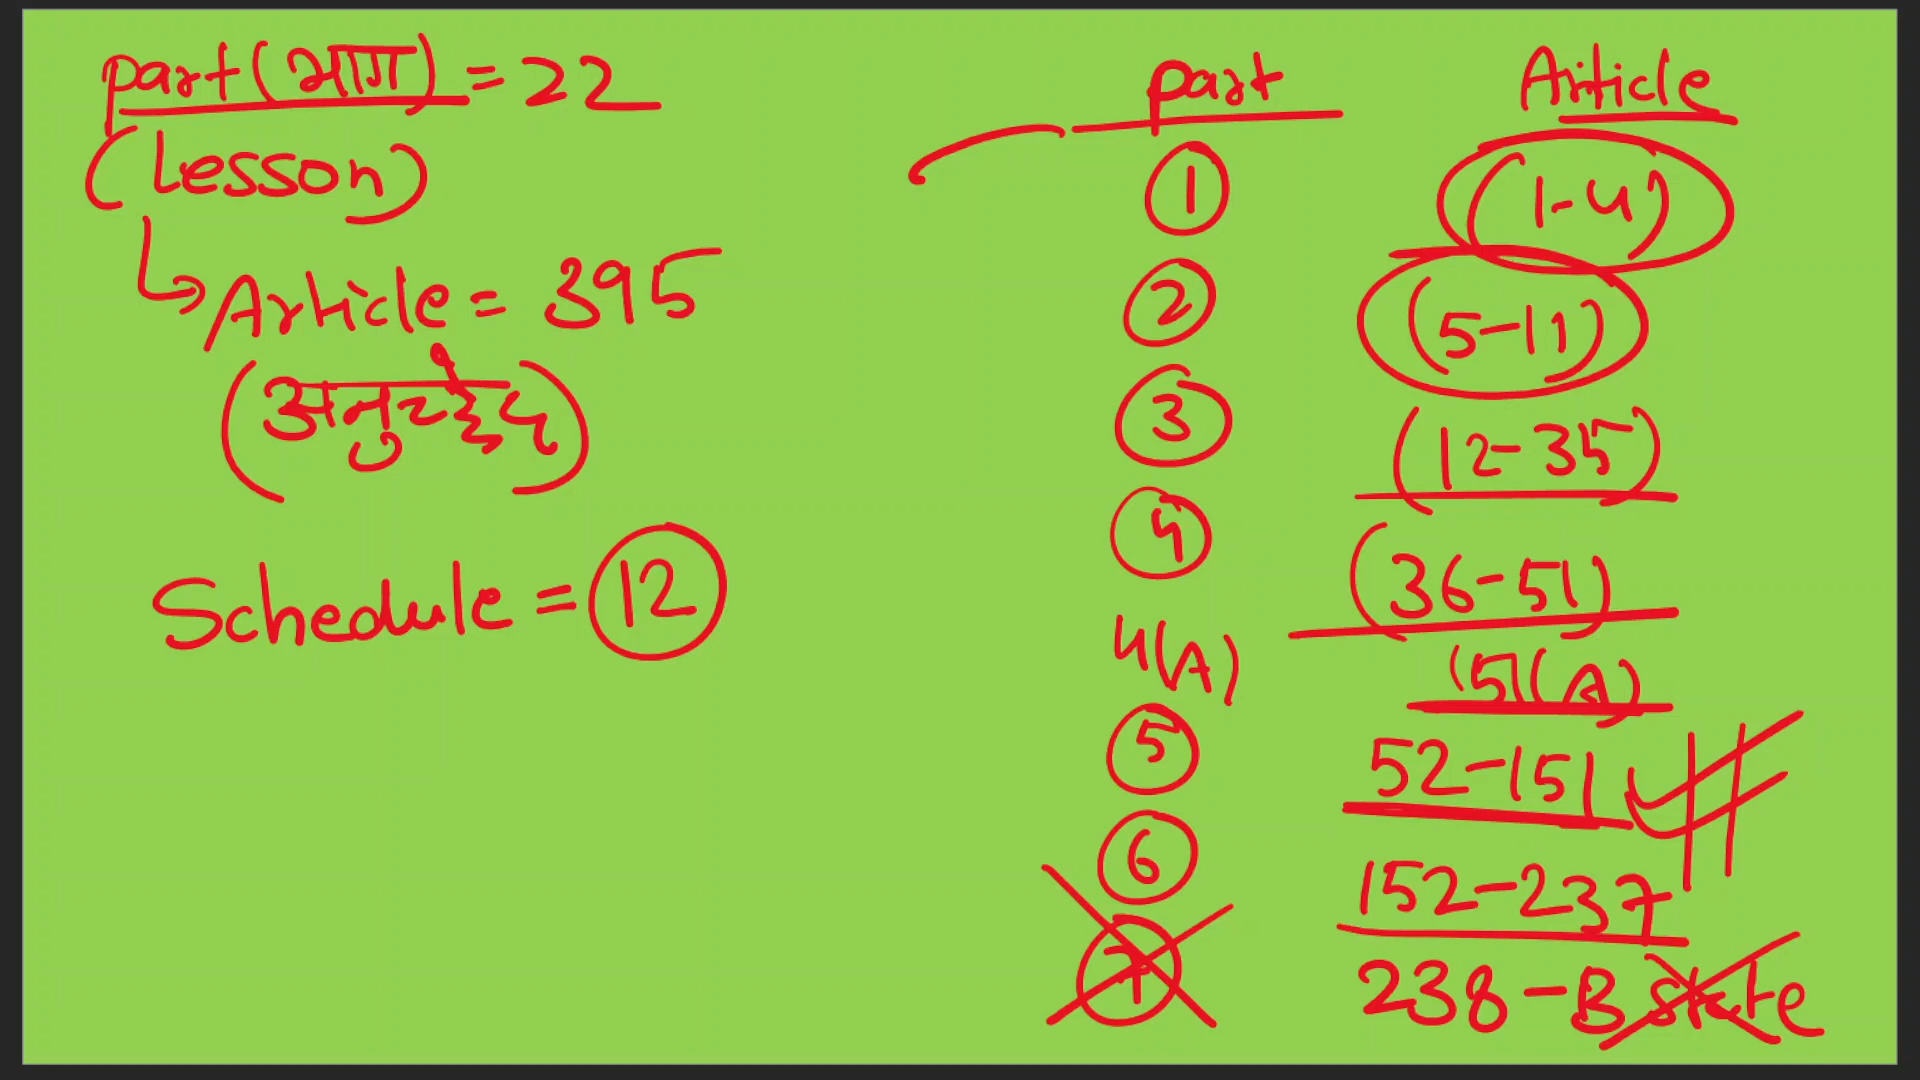 part (भाग) = 22
(Lesson)
Article = 395
(अनुच्छेद)
Schedule = 12
part Article
1 (1-4)
2 (5-11)
3 (12-35)
4 (36-51)
4(A) (51(A)
5 52-151
6 152-237
7 238-B state